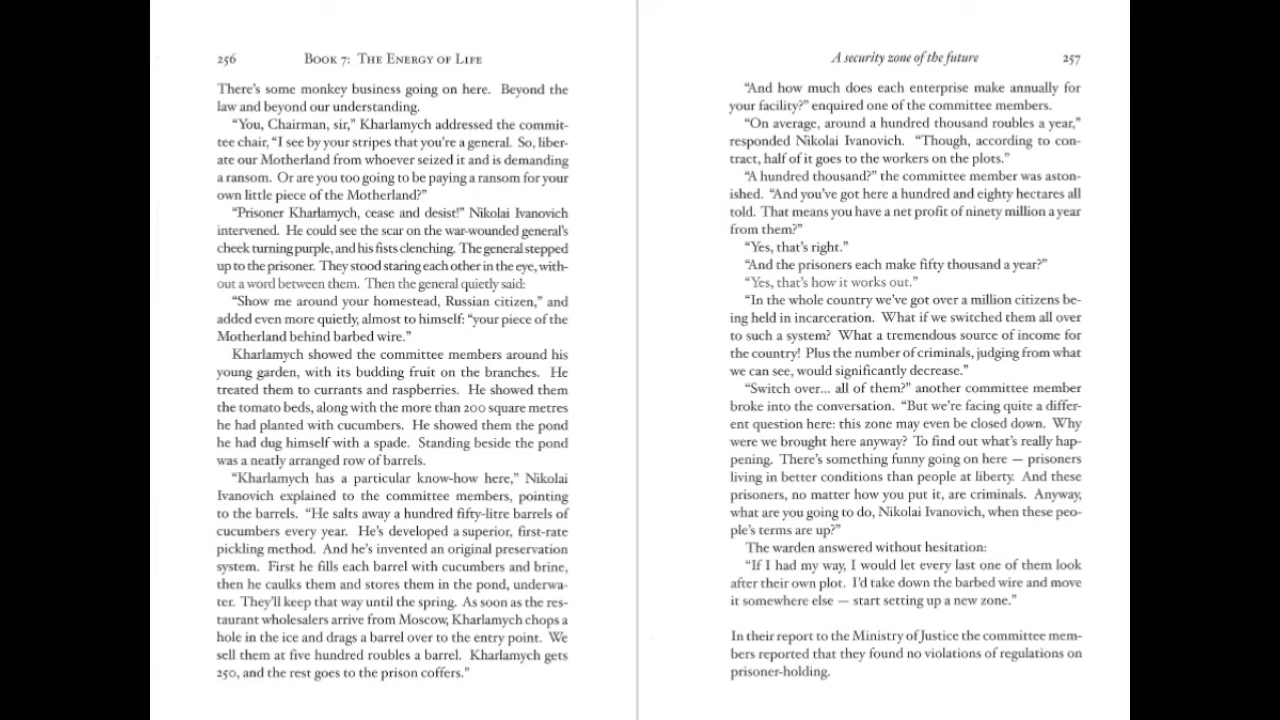 256 BOOK 7: THE ENERGY OF LIFE
There's some monkey business going on here. Beyond the
law and beyond our understanding.
"You, Chairman, sir," Kharlamych addressed the commit-
tee chair, "I see by your stripes that you're a general. So, liber-
ate our Motherland from whoever seized it and is demanding
a ransom. Or are you too going to be paying a ransom for your
own little piece of the Motherland?"
"Prisoner Kharlamych, cease and desist!" Nikolai Ivanovich
intervened. He could see the scar on the war-wounded general's
cheek turning purple, and his fists clenching. The general stepped
up to the prisoner. They stood staring each other in the eye, with-
out a word between them. Then the general quietly said:
"Show me around your homestead, Russian citizen," and
added even more quietly, almost to himself: "your piece of the
Motherland behind barbed wire."
Kharlamych showed the committee members around his
young garden, with its budding fruit on the branches. He
treated them to currants and raspberries. He showed them
the tomato beds, along with the more than 200 square metres
he had planted with cucumbers. He showed them the pond
he had dug himself with a spade. Standing beside the pond
was a neatly arranged row of barrels.
"Kharlamych has a particular know-how here," Nikolai
Ivanovich explained to the committee members, pointing
to the barrels. "He salts away a hundred fifty-litre barrels of
cucumbers every year. He's developed a superior, first-rate
pickling method. And he's invented an original preservation
system. First he fills each barrel with cucumbers and brine,
then he caulks them and stores them in the pond, underwa-
ter. They'll keep that way until the spring. As soon as the res-
taurant wholesalers arrive from Moscow, Kharlamych chops a
hole in the ice and drags a barrel over to the entry point. We
sell them at five hundred roubles a barrel. Kharlamych gets
250, and the rest goes to the prison coffers."
A security zone of the future 257
"And how much does each enterprise make annually for
your facility?" enquired one of the committee members.
"On average, around a hundred thousand roubles a year,"
responded Nikolai Ivanovich. "Though, according to con-
tract, half of it goes to the workers on the plots."
"A hundred thousand?" the committee member was aston-
ished. "And you've got here a hundred and eighty hectares all
told. That means you have a net profit of ninety million a year
from them?"
"Yes, that's right."
"And the prisoners each make fifty thousand a year?"
"Yes, that's how it works out."
"In the whole country we've got over a million citizens be-
ing held in incarceration. What if we switched them all over
to such a system? What a tremendous source of income for
the country! Plus the number of criminals, judging from what
we can see, would significantly decrease."
"Switch over... all of them?" another committee member
broke into the conversation. "But we're facing quite a differ-
ent question here: this zone may even be closed down. Why
were we brought here anyway? To find out what's really hap-
pening. There's something funny going on here — prisoners
living in better conditions than people at liberty. And these
prisoners, no matter how you put it, are criminals. Anyway,
what are you going to do, Nikolai Ivanovich, when these peo-
ple's terms are up?"
The warden answered without hesitation:
"If I had my way, I would let every last one of them look
after their own plot. I'd take down the barbed wire and move
it somewhere else — start setting up a new zone."
In their report to the Ministry of Justice the committee mem-
bers reported that they found no violations of regulations on
prisoner-holding.